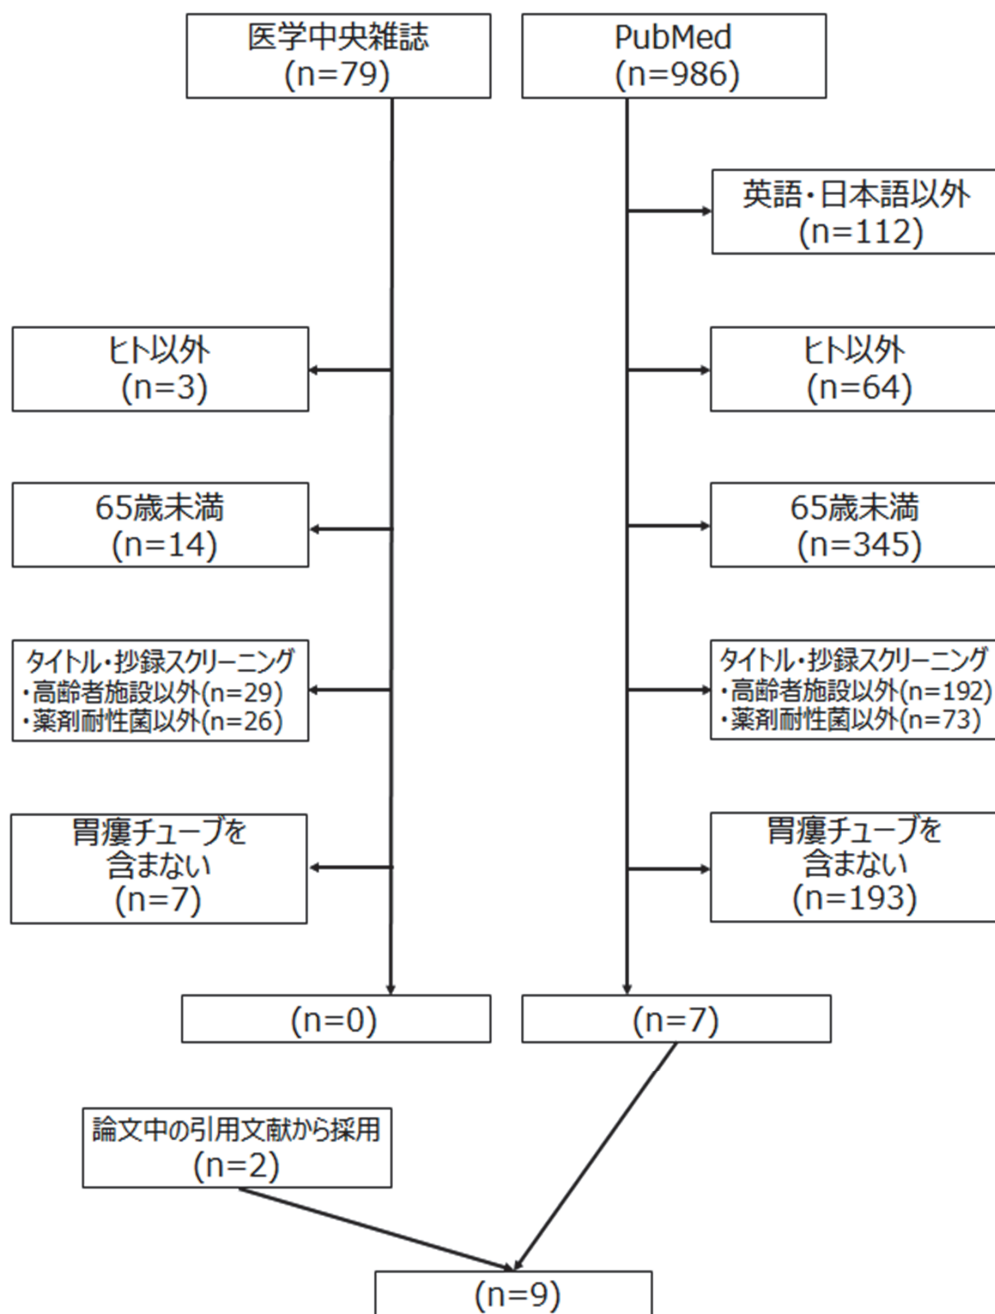 医学中央雑誌
(n=79)
PubMed
(n=986)
英語・日本語以外
(n=112)
ヒト以外
(n=3)
ヒト以外
(n=64)
65歳未満
(n=14)
65歳未満
(n=345)
タイトル・抄録スクリーニング
・高齢者施設以外(n=29)
・薬剤耐性菌以外(n=26)
タイトル・抄録スクリーニング
・高齢者施設以外(n=192)
・薬剤耐性菌以外(n=73)
胃瘻チューブを
含まない
(n=7)
胃瘻チューブを
含まない
(n=193)
(n=0)
(n=7)
論文中の引用文献から採用
(n=2)
(n=9)